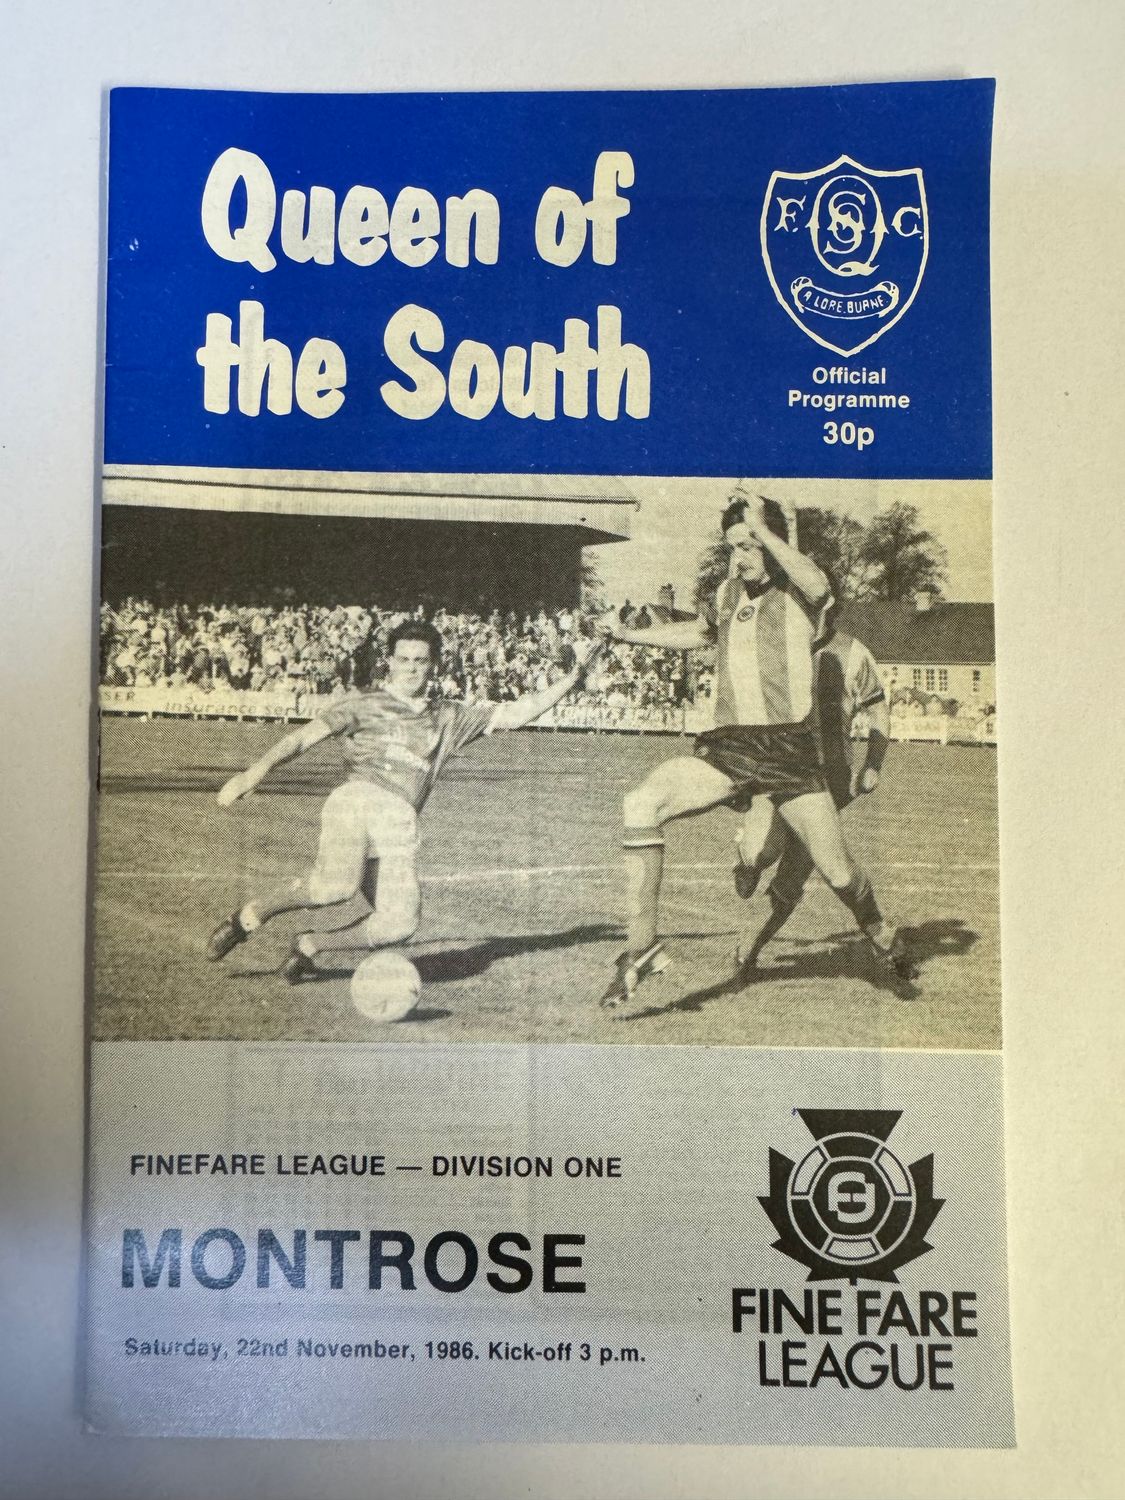 Queen of
the South
F.C.
A LORE BURNE
Official
Programme
30p
insurance servi
FINEFARE LEAGUE — DIVISION ONE
MONTROSE
Saturday, 22nd November, 1986. Kick-off 3 p.m.
FINE FARE
LEAGUE